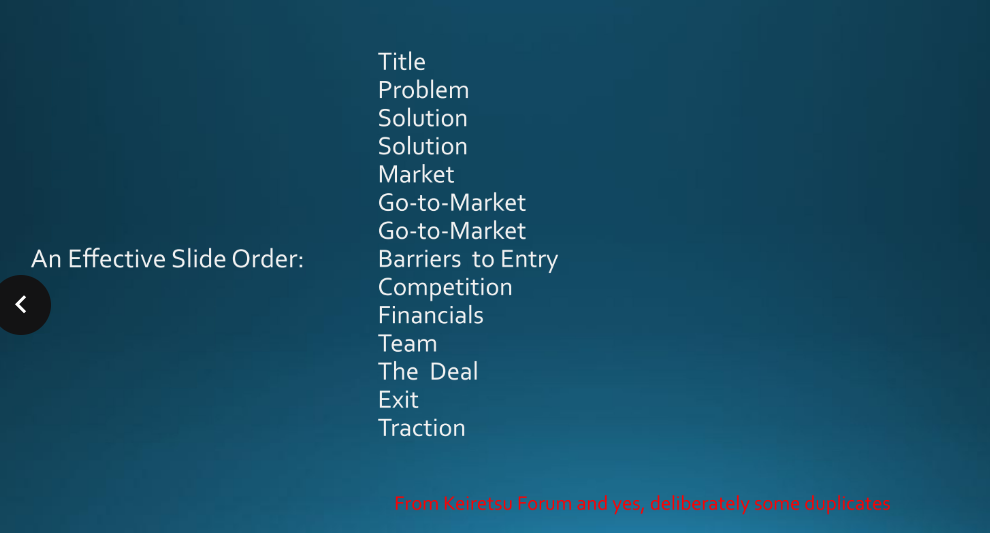 Title
Problem
Solution
Solution
Market
Go-to-Market
Go-to-Market
An Effective Slide Order:
Barriers to Entry
Competition
Financials
Team
The Deal
Exit
Traction
From Keiretsu Forum and yes, deliberately some duplicates